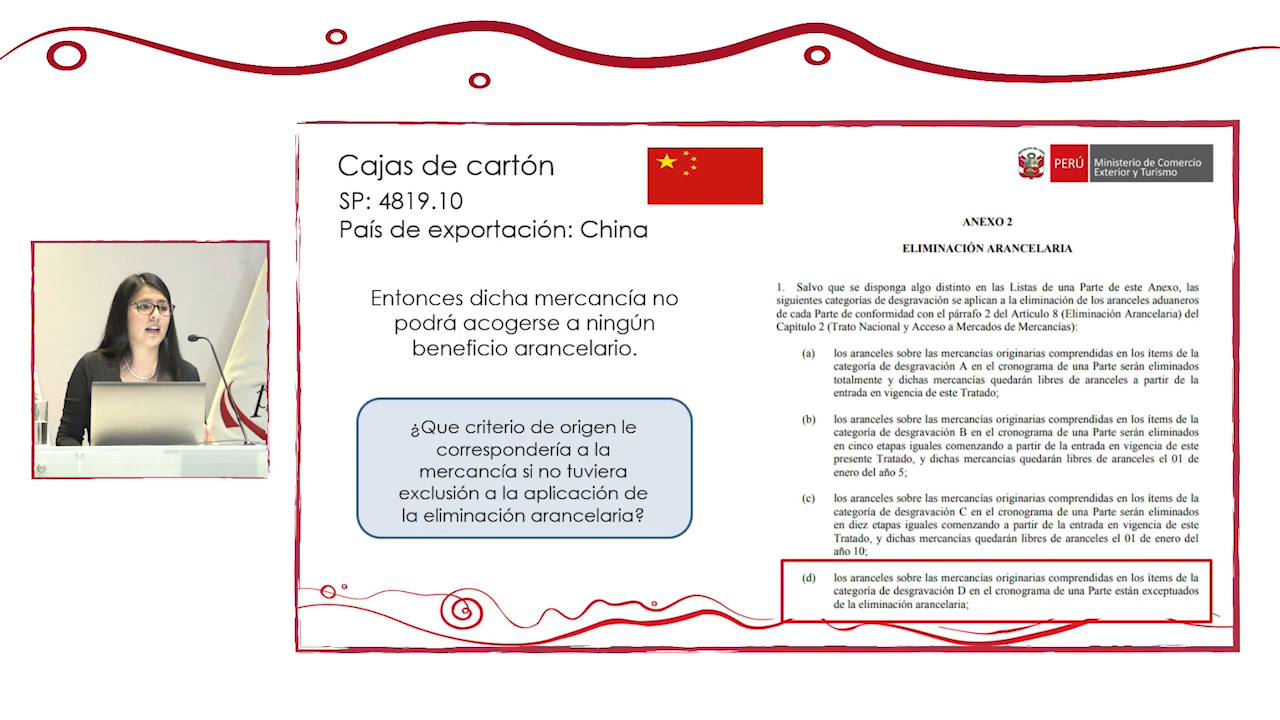 Cajas de cartón
SP: 4819.10
País de exportación: China
Entonces dicha mercancía no
podrá acogerse a ningún
beneficio arancelario.
¿Que criterio de origen le
correspondería a la
mercancía si no tuviera
exclusión a la aplicación de
la eliminación arancelaria?
PERÚ
Ministerio de Comercio
Exterior y Turismo
ANEXO 2
ELIMINACIÓN ARANCELARIA
1. Salvo que se disponga algo distinto en las Listas de una Parte de este Anexo, las
siguientes categorías de desgravación se aplican a la eliminación de los aranceles aduaneros
de cada Parte de conformidad con el párrafo 2 del Artículo 8 (Eliminación Arancelaria) del
Capítulo 2 (Trato Nacional y Acceso a Mercados de Mercancías):
(a) los aranceles sobre las mercancías originarias comprendidas en los ítems de la
categoría de desgravación A en el cronograma de una Parte serán eliminados
totalmente y dichas mercancías quedarán libres de aranceles a partir de la
entrada en vigencia de este Tratado;
(b) los aranceles sobre las mercancías originarias comprendidas en los ítems de la
categoría de desgravación B en el cronograma de una Parte serán eliminados
en cinco etapas iguales comenzando a partir de la entrada en vigencia de este
presente Tratado, y dichas mercancías quedarán libres de aranceles el 01 de
enero del año 5;
(c) los aranceles sobre las mercancías originarias comprendidas en los ítems de la
categoría de desgravación C en el cronograma de una Parte serán eliminados
en diez etapas iguales comenzando a partir de la entrada en vigencia de este
Tratado, y dichas mercancías quedarán libres de aranceles el 01 de enero del
año 10;
(d) los aranceles sobre las mercancías originarias comprendidas en los ítems de la
categoría de desgravación D en el cronograma de una Parte están exceptuados
de la eliminación arancelaria;